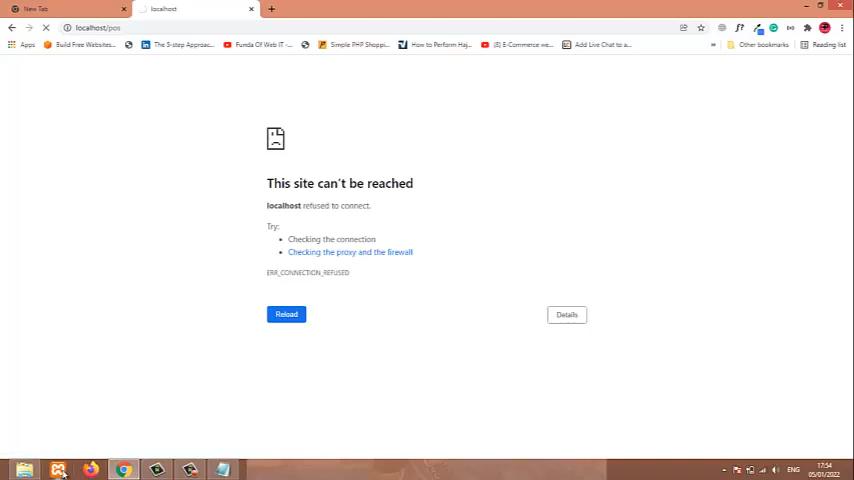 New Tab
localhost
localhost/pos
Apps
Build Free Websites...
The 5-step Approac...
Funda Of Web IT -...
Simple PHP Shoppi...
How to Perform Haj...
(8) E-Commerce we...
Add Live Chat to a...
»
Other bookmarks
Reading list
This site can't be reached
localhost refused to connect.
Try:
• Checking the connection
• Checking the proxy and the firewall
ERR_CONNECTION_REFUSED
Reload
Details
ENG
17:54
05/01/2022